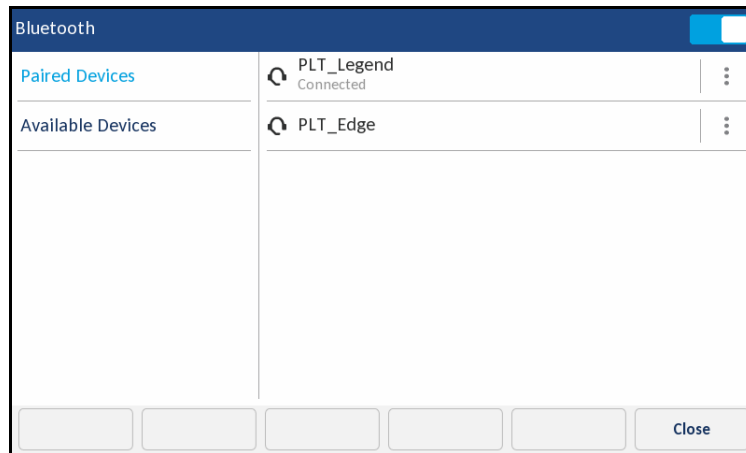 Bluetooth
Paired Devices
Available Devices
PLT_Legend
Connected
PLT_Edge
Close